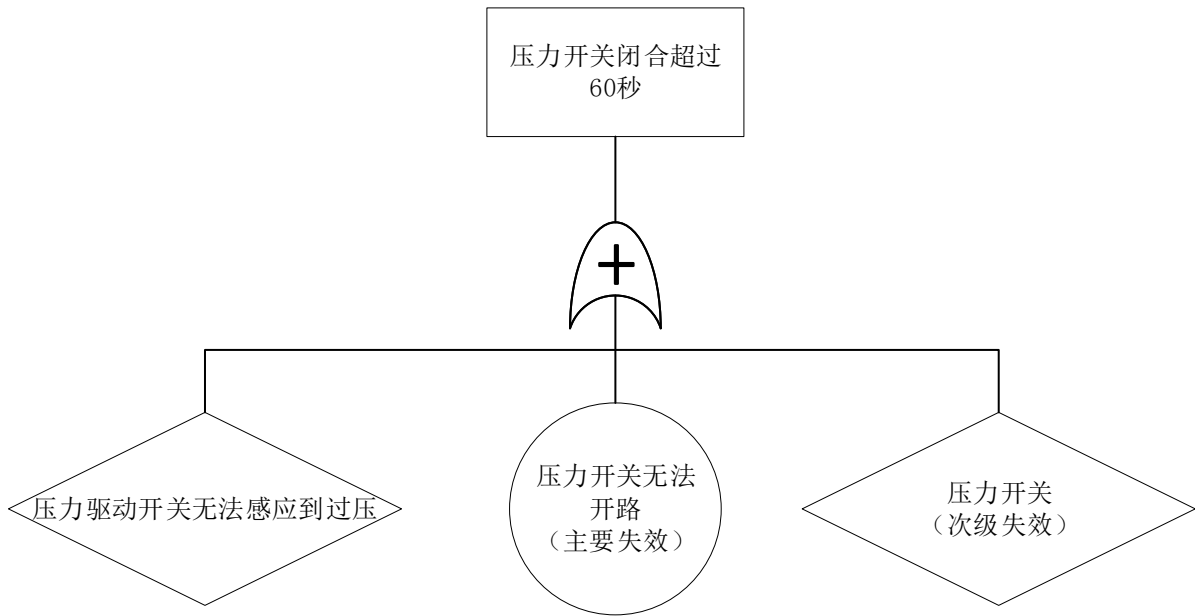 压力开关闭合超过
60秒
+
压力驱动开关无法感应到过压
压力开关无法
开路
（主要失效）
压力开关
（次级失效）